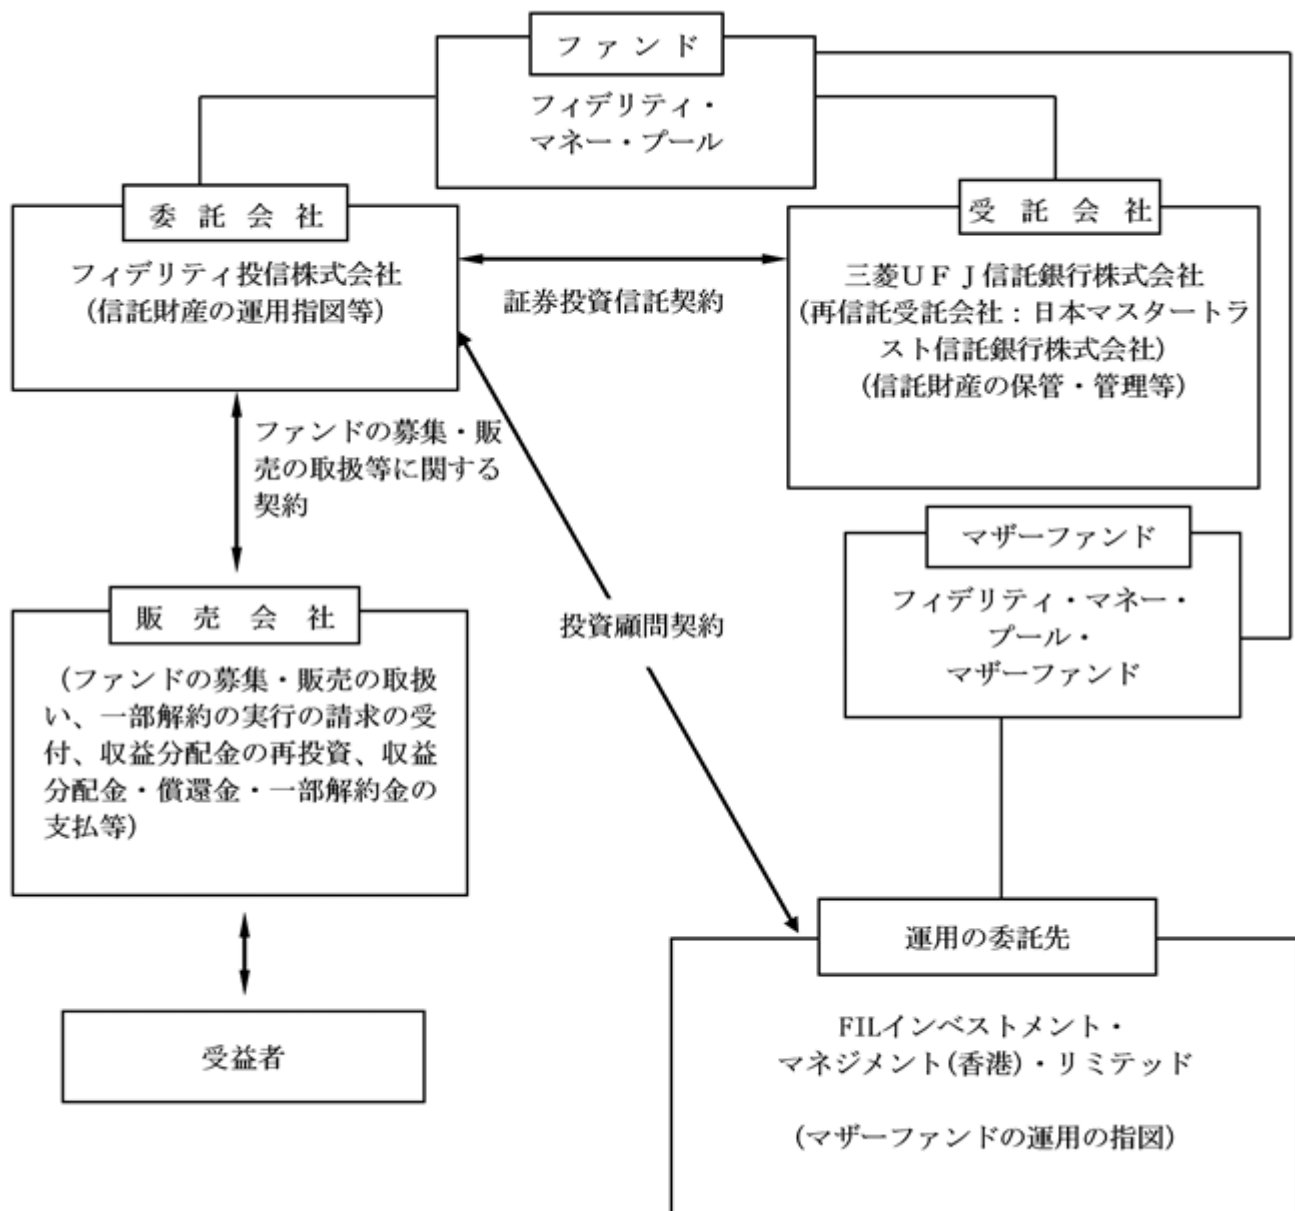 ファンド
フィデリティ・
マネー・プール
委託会社
フィデリティ投信株式会社
(信託財産の運用指図等)
証券投資信託契約
受託会社
三菱UFJ信託銀行株式会社
(再信託受託会社:日本マスタートラ
スト信託銀行株式会社)
(信託財産の保管・管理等)
ファンドの募集・販
売の取扱等に関する
契約
マザーファンド
フィデリティ・マネー・
プール・
マザーファンド
販売会社
(ファンドの募集・販売の取扱
い、一部解約の実行の請求の受
付、収益分配金の再投資、収益
分配金・償還金・一部解約金の
支払等)
投資顧問契約
運用の委託先
FILインベストメント・
マネジメント(香港)・リミテッド
(マザーファンドの運用の指図)
受益者